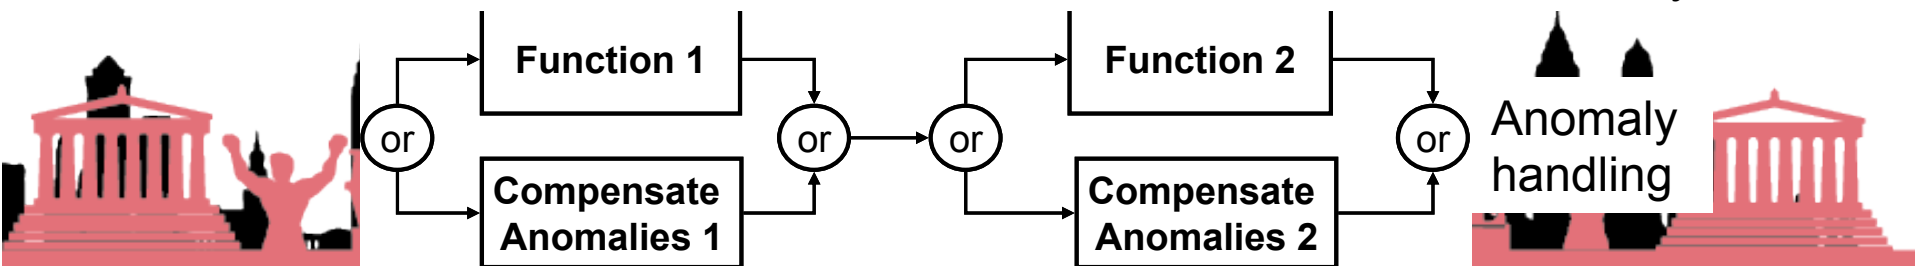 Function 1
Function 2
or
or
or
or
Anomaly
handling
Compensate
Anomalies 1
Compensate
Anomalies 2